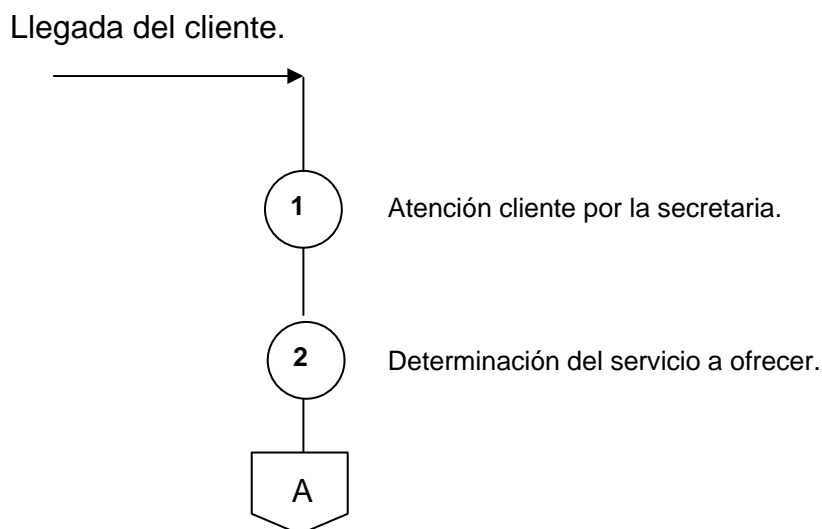 Llegada del cliente.
1
Atención cliente por la secretaria.
2
Determinación del servicio a ofrecer.
A